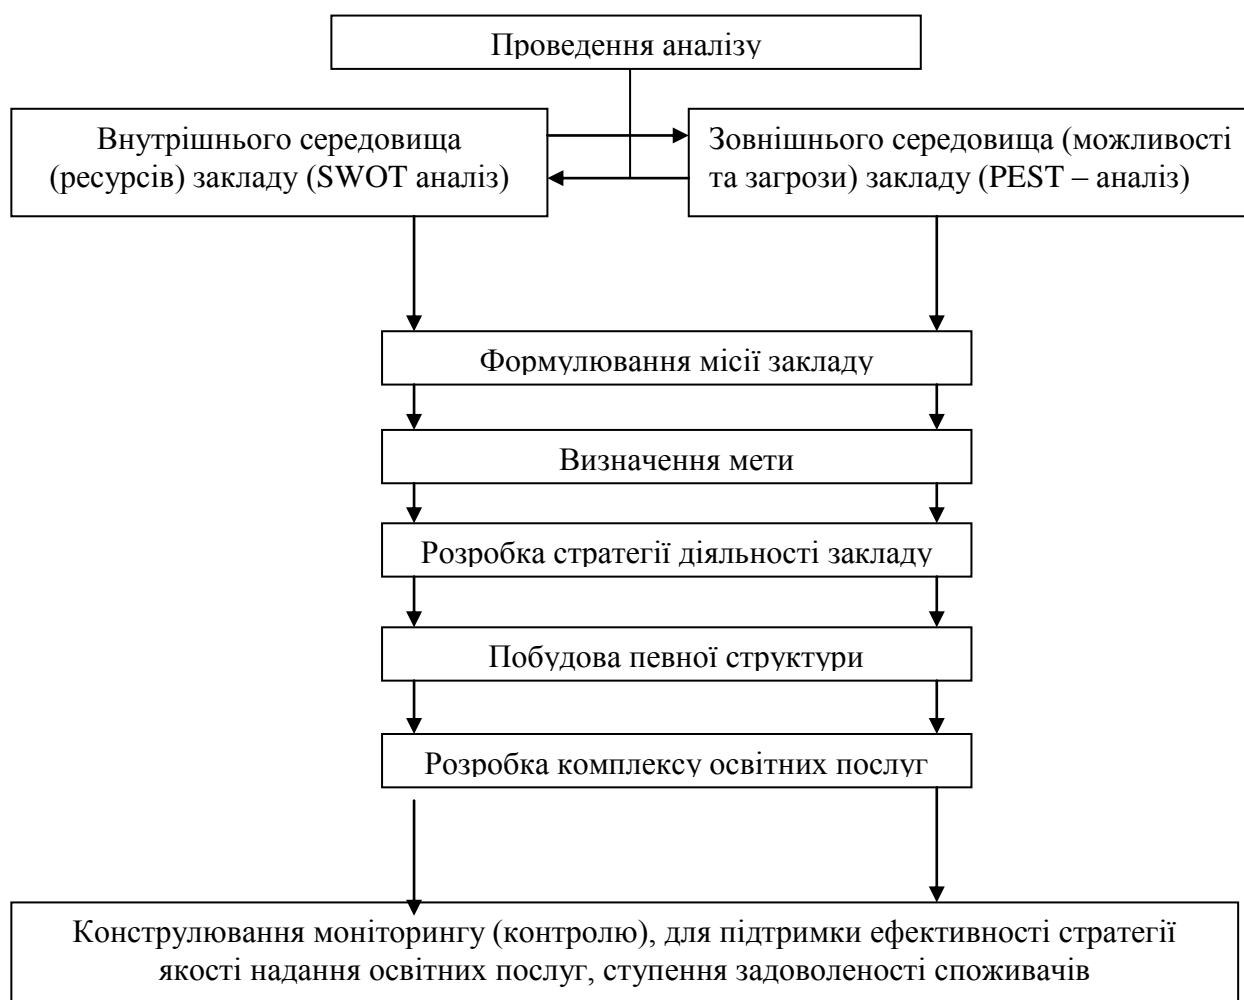 Проведення аналізу
Внутрішнього середовища
(ресурсів) закладу (SWOT аналіз)
Зовнішнього середовища (можливості
та загрози) закладу (PEST – аналіз)
Формулювання місії закладу
Визначення мети
Розробка стратегії діяльності закладу
Побудова певної структури
Розробка комплексу освітних послуг
Конструлювання моніторингу (контролю), для підтримки ефективності стратегії
якості надання освітних послуг, ступення задоволеності споживачів